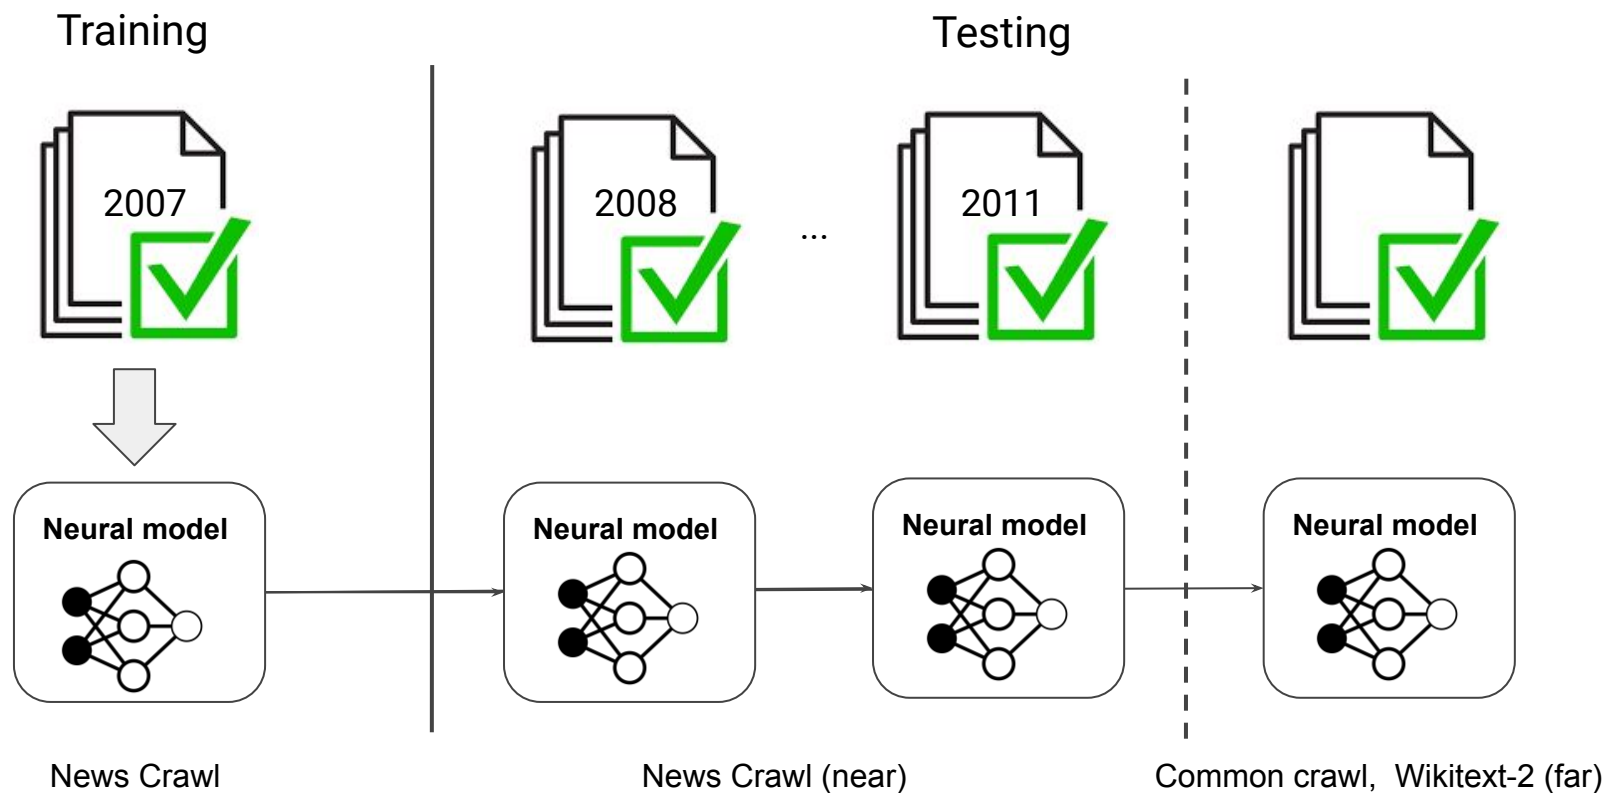 Training
Testing
2007
2008
...
2011
Neural model
Neural model
Neural model
Neural model
News Crawl
News Crawl (near)
Common crawl, Wikitext-2 (far)